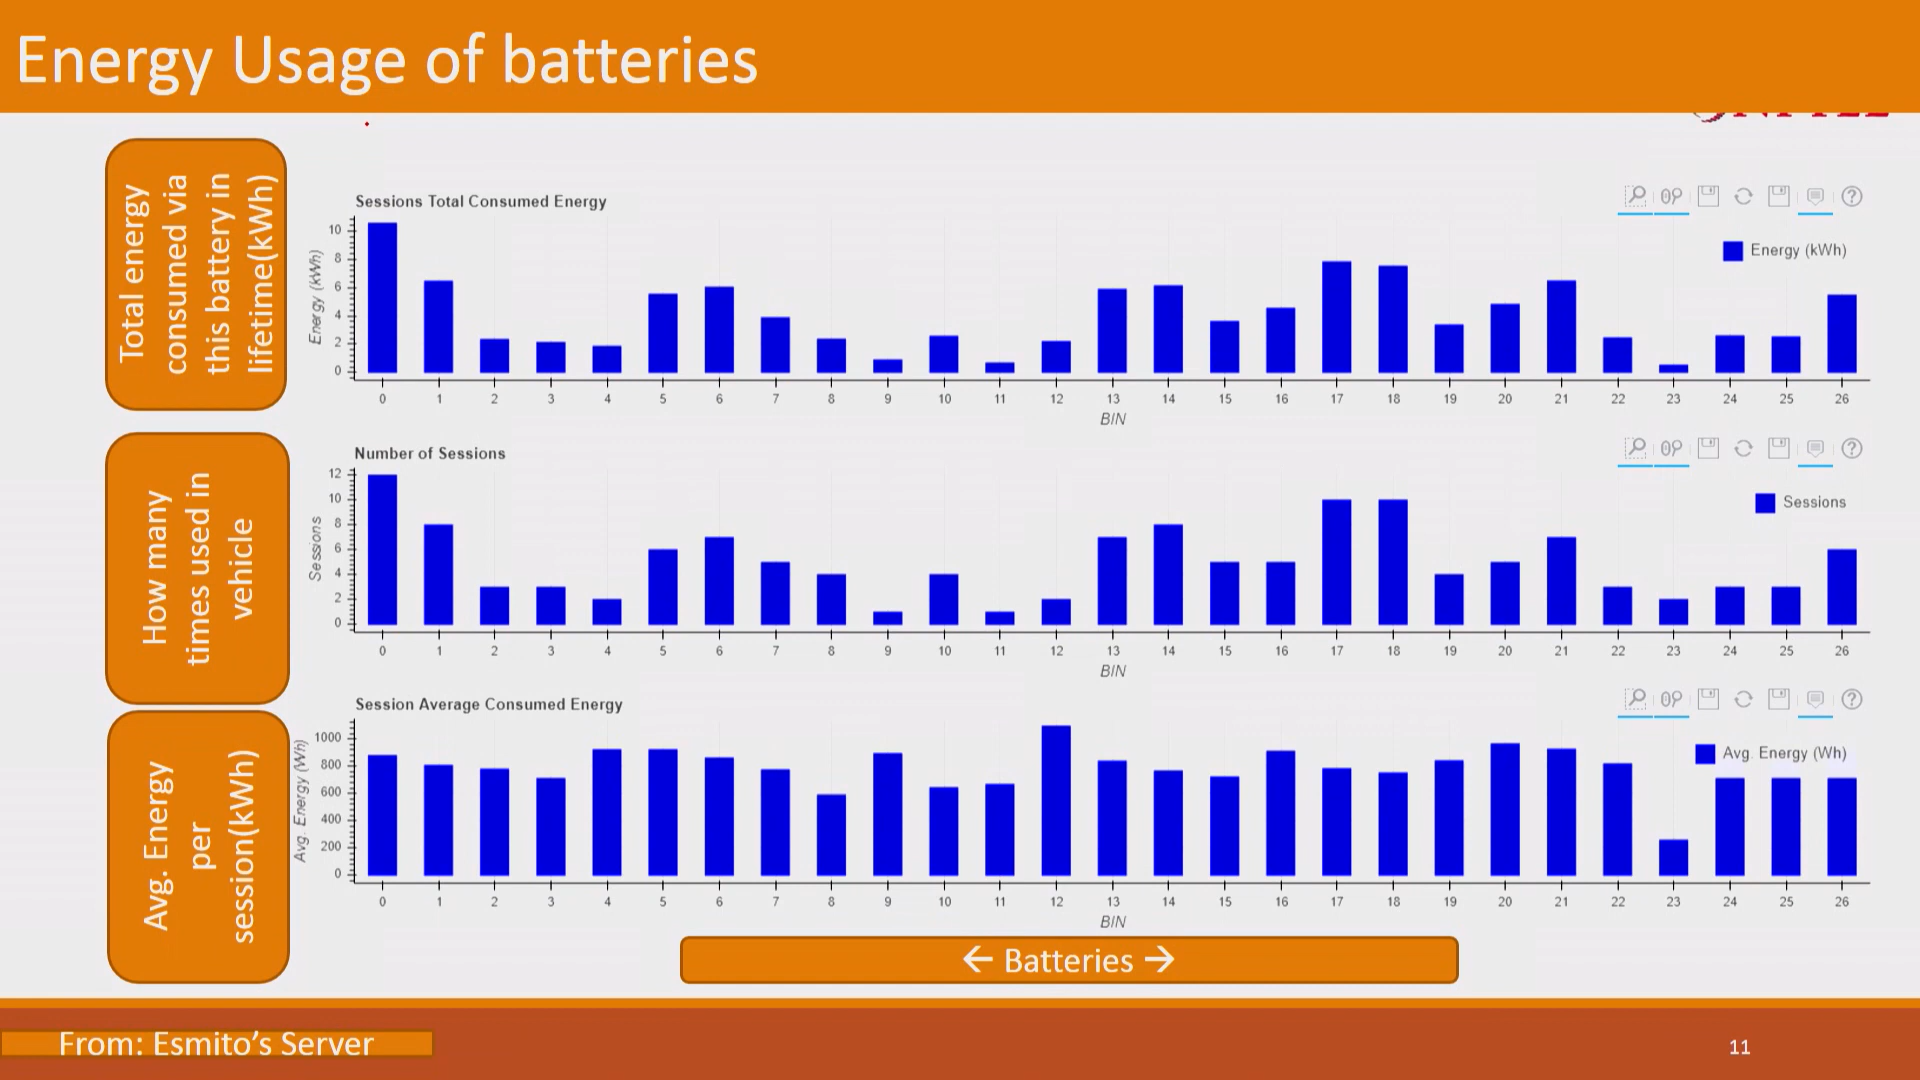 Energy Usage of batteries
Total energy
consumed via
this battery in
lifetime(kWh)
Sessions Total Consumed Energy
Energy (kWh)
10
8
6
4
2
0
Energy (kWh)
0 1 2 3 4 5 6 7 8 9 10 11 12 13 14 15 16 17 18 19 20 21 22 23 24 25 26
BIN
How many
times used in
vehicle
Number of Sessions
Sessions
12
10
8
6
4
2
0
Sessions
0 1 2 3 4 5 6 7 8 9 10 11 12 13 14 15 16 17 18 19 20 21 22 23 24 25 26
BIN
Avg. Energy
per
session(kWh)
Session Average Consumed Energy
Avg. Energy (Wh)
1000
800
600
400
200
0
Avg. Energy (Wh)
0 1 2 3 4 5 6 7 8 9 10 11 12 13 14 15 16 17 18 19 20 21 22 23 24 25 26
BIN
← Batteries →
From: Esmito’s Server
11